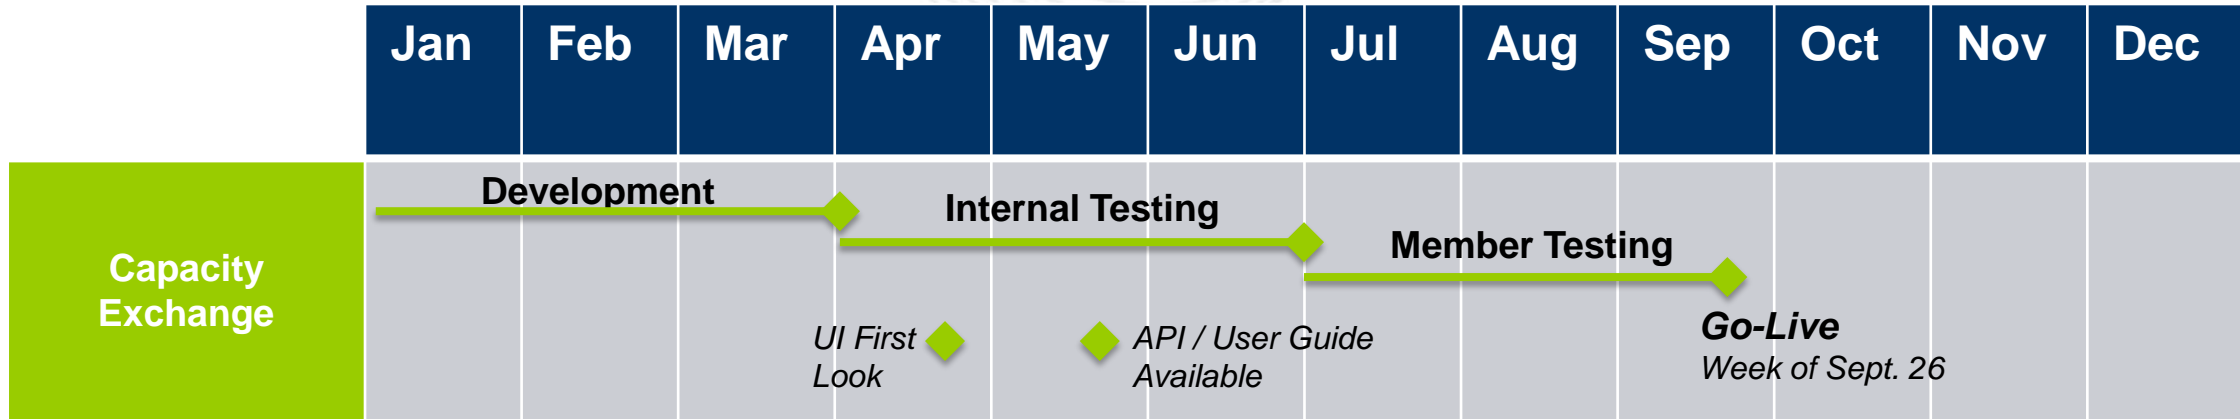 Jan Feb Mar Apr May Jun Jul Aug Sep Oct Nov Dec
Capacity
Exchange
Development
Internal Testing
Member Testing
UI First
Look
API / User Guide
Available
Go-Live
Week of Sept. 26